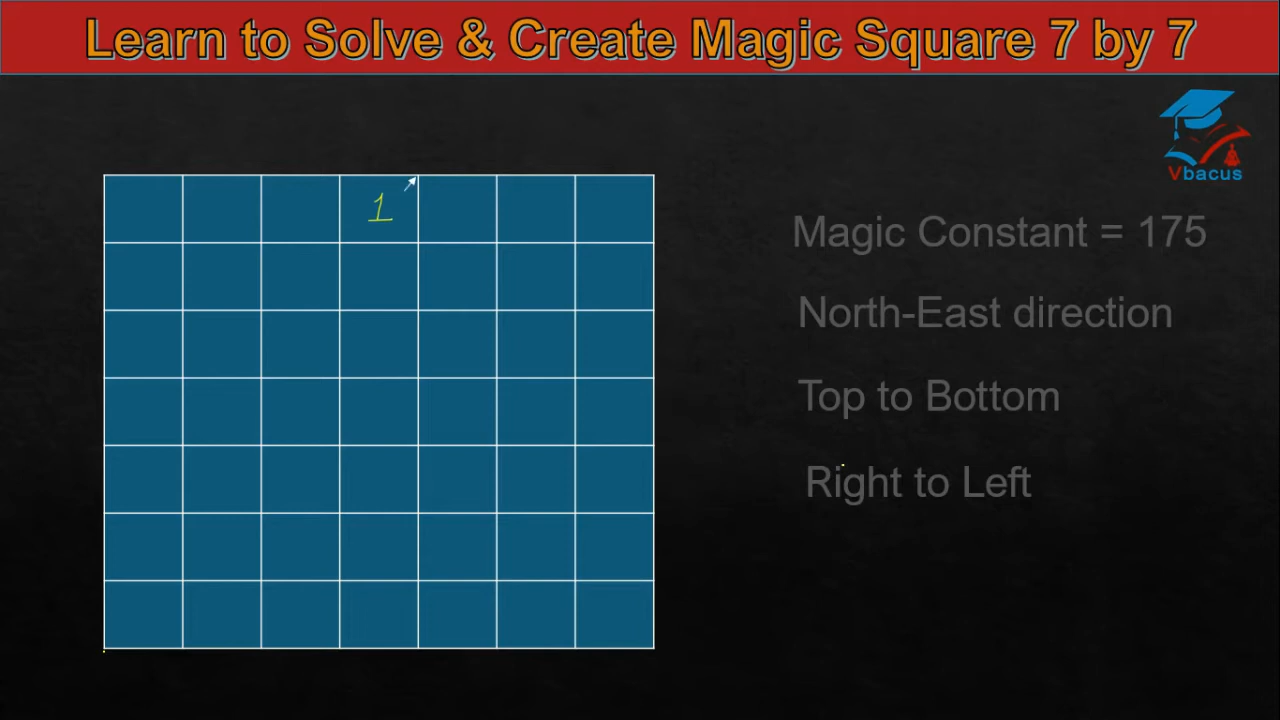 Learn to Solve & Create Magic Square 7 by 7
Vbacus
1
Magic Constant = 175
North-East direction
Top to Bottom
Right to Left